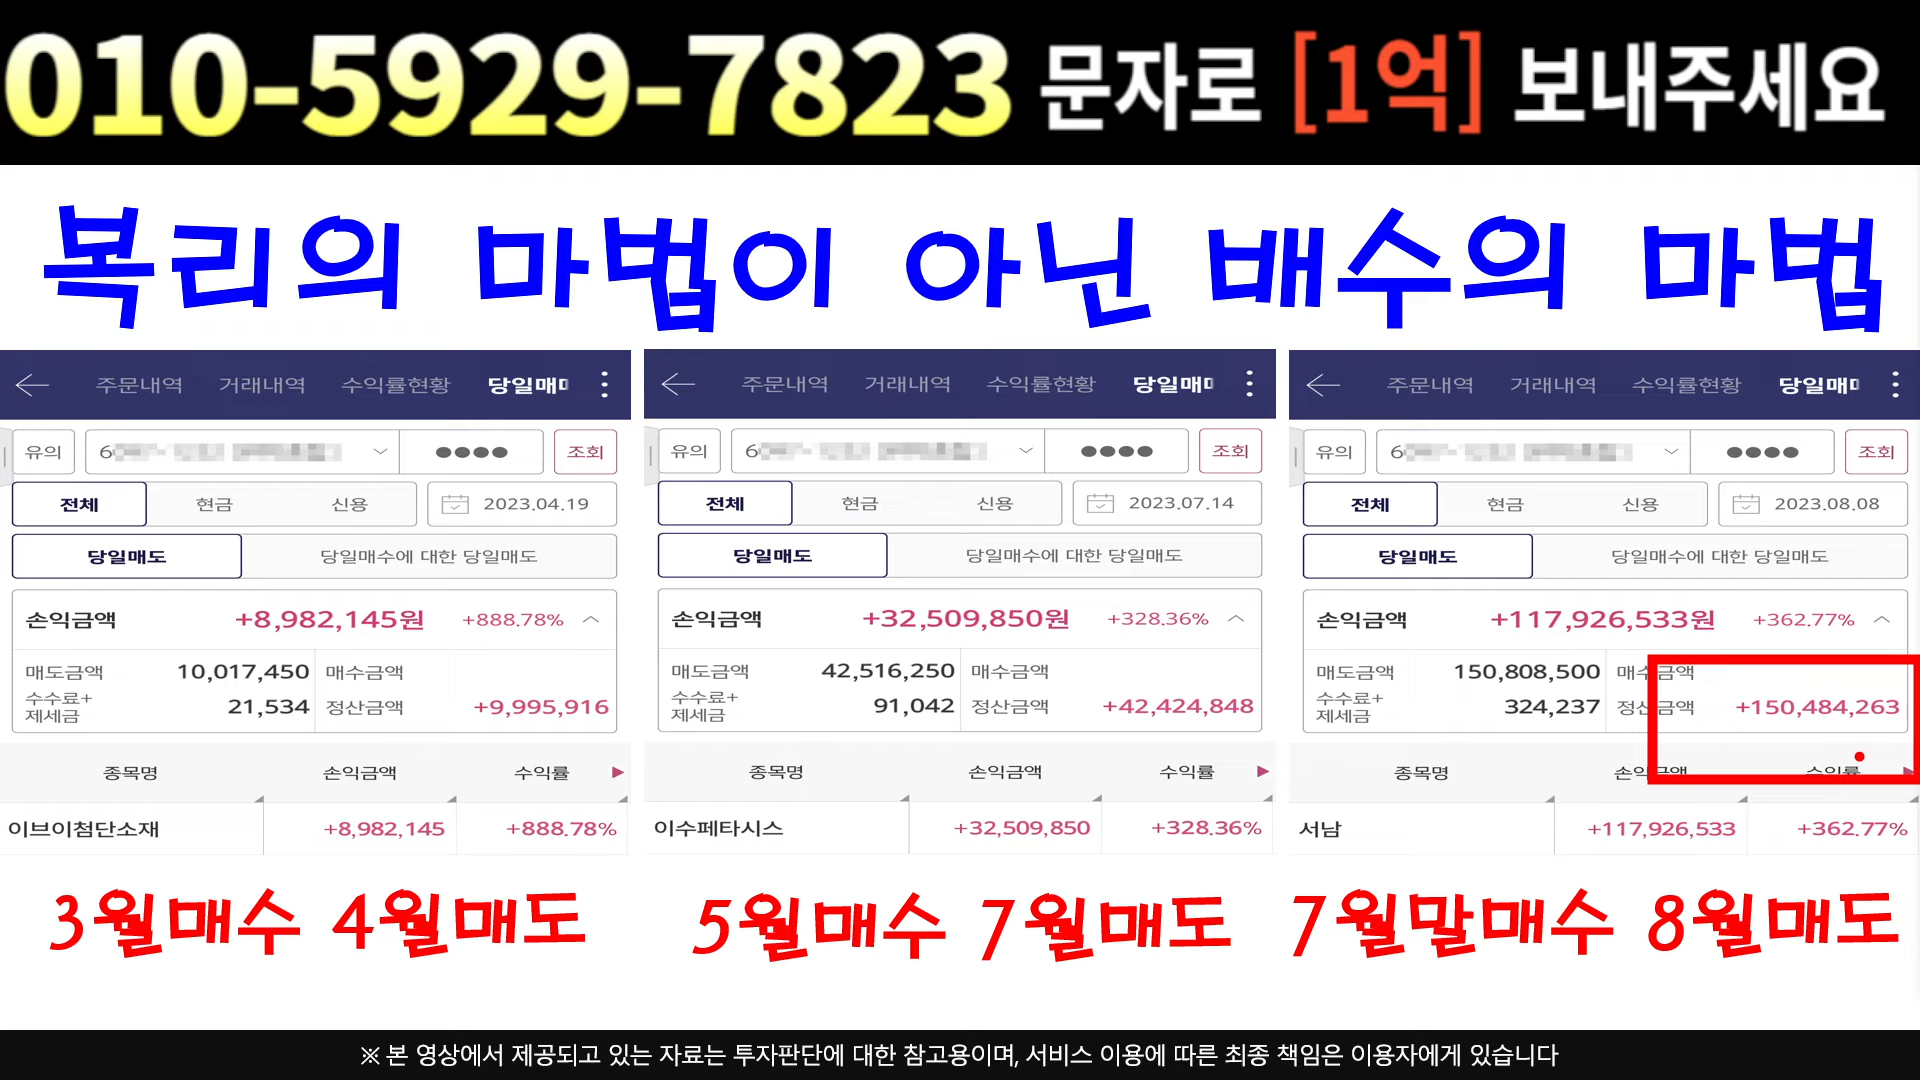 010-5929-7823 문자로 [1억] 보내주세요
복리의 마법이 아닌 배수의 마법
주문내역 거래내역 수익률현황 당일매
유의 6 ●●●● 조회
전체 현금 신용 2023.04.19
당일매도 당일매수에 대한 당일매도
손익금액 +8,982,145원 +888.78%
매도금액 10,017,450 매수금액
수수료+
제세금 21,534 정산금액 +9,995,916
종목명 손익금액 수익률
이브이첨단소재 +8,982,145 +888.78%
3월매수 4월매도
주문내역 거래내역 수익률현황 당일매
유의 6 ●●●● 조회
전체 현금 신용 2023.07.14
당일매도 당일매수에 대한 당일매도
손익금액 +32,509,850원 +328.36%
매도금액 42,516,250 매수금액
수수료+
제세금 91,042 정산금액 +42,424,848
종목명 손익금액 수익률
이수페타시스 +32,509,850 +328.36%
5월매수 7월매도
주문내역 거래내역 수익률현황 당일매
유의 6 ●●●● 조회
전체 현금 신용 2023.08.08
당일매도 당일매수에 대한 당일매도
손익금액 +117,926,533원 +362.77%
매도금액 150,808,500 매수금액
수수료+
제세금 324,237 정산금액 +150,484,263
종목명 손익금액 수익률
서남 +117,926,533 +362.77%
7월말매수 8월매도
※ 본 영상에서 제공되고 있는 자료는 투자판단에 대한 참고용이며, 서비스 이용에 따른 최종 책임은 이용자에게 있습니다